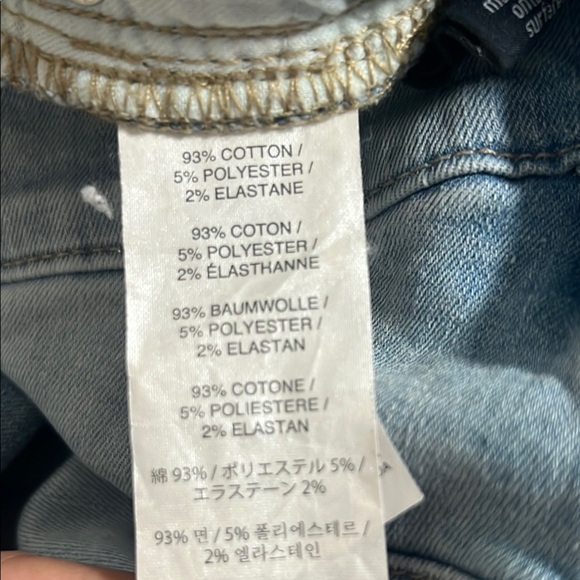 93% COTTON /
5% POLYESTER /
2% ELASTANE
93% COTON /
5% POLYESTER /
2% ÉLASTHANNE
93% BAUMWOLLE /
5% POLYESTER /
2% ELASTAN
93% COTONE /
5% POLIESTERE /
2% ELASTAN
綿 93% / ポリエステル 5% /
エラステーン 2%
93% 면 / 5% 폴리에스테르 /
2% 엘라스테인